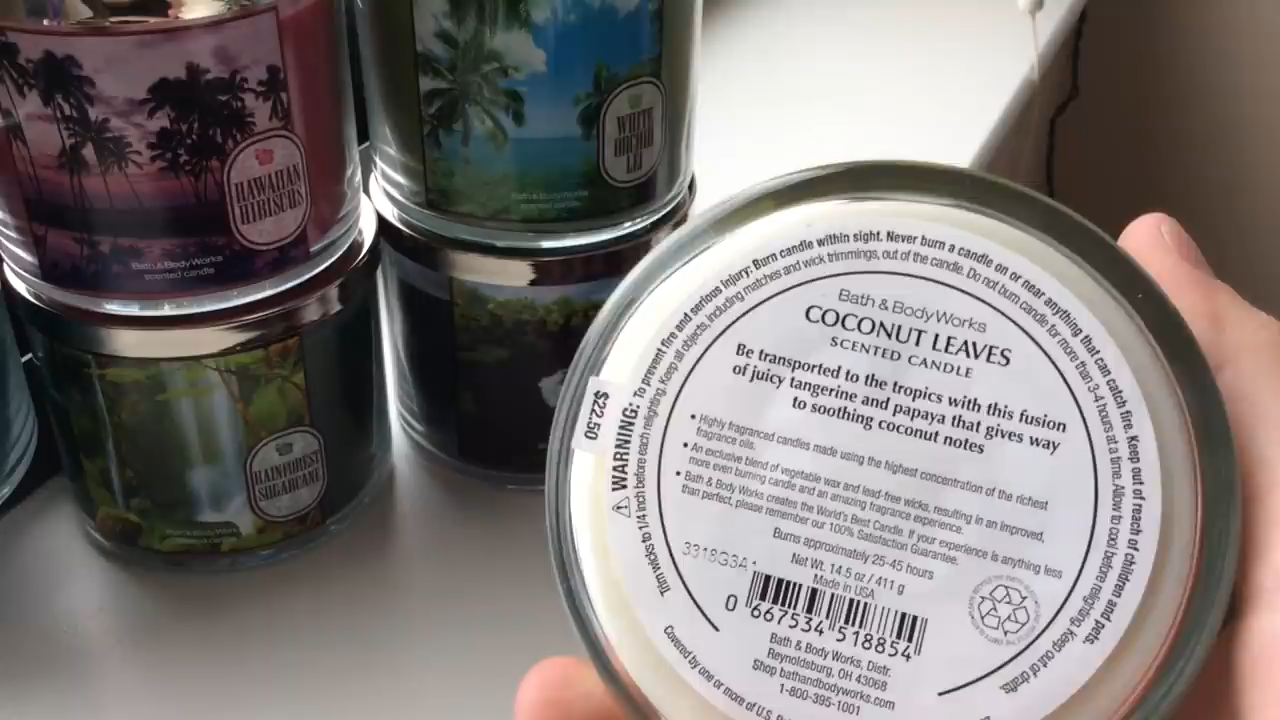 HAWAIIAN
HIBISCUS
Bath & Body Works
scented candle
WHITE
ORCHID
LEI
Bath & Body Works
scented candle
RAINFOREST
SUGARCANE
$22.50
WARNING: To prevent fire and serious injury: Burn candle within sight. Never burn a candle on or near anything that can catch fire. Keep out of reach of children and pets.
Trim wicks to 1/4 inch before each relighting. Keep all objects, including matches and wick trimmings, out of the candle. Do not burn candle for more than 3-4 hours at a time. Allow to cool before relighting. Keep out of drafts.
Bath & Body Works
COCONUT LEAVES
SCENTED CANDLE
Be transported to the tropics with this fusion
of juicy tangerine and papaya that gives way
to soothing coconut notes
• Highly fragranced candles made using the highest concentration of the richest
fragrance oils.
• An exclusive blend of vegetable wax and lead-free wicks, resulting in an improved,
more even burning candle and an amazing fragrance experience.
• Bath & Body Works creates the World's Best Candle. If your experience is anything less
than perfect, please remember our 100% Satisfaction Guarantee.
Burns approximately 25-45 hours
Net Wt. 14.5 oz / 411 g
Made in USA
3318G3A
0 667534 518854
Bath & Body Works, Distr.
Reynoldsburg, OH 43068
Shop bathandbodyworks.com
1-800-395-1001
Covered by one or more of U.S.